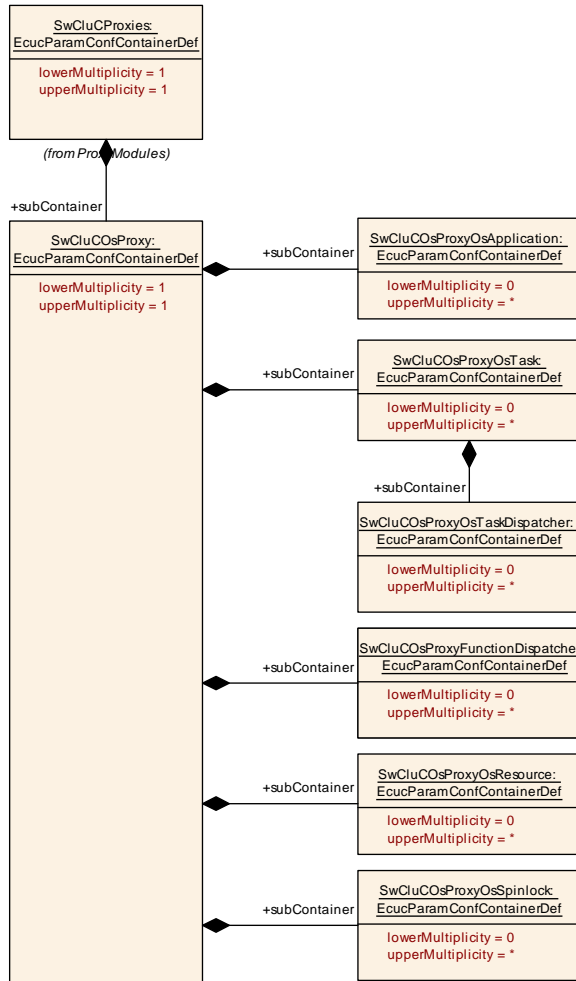 SwCluCProxies:
EcucParamConfContainerDef
lowerMultiplicity = 1
upperMultiplicity = 1
(from ProxyModules)
+subContainer
SwCluCOsProxy:
EcucParamConfContainerDef
lowerMultiplicity = 1
upperMultiplicity = 1
+subContainer
SwCluCOsProxyOsApplication:
EcucParamConfContainerDef
lowerMultiplicity = 0
upperMultiplicity = *
+subContainer
SwCluCOsProxyOsTask:
EcucParamConfContainerDef
lowerMultiplicity = 0
upperMultiplicity = *
+subContainer
SwCluCOsProxyOsTaskDispatcher:
EcucParamConfContainerDef
lowerMultiplicity = 0
upperMultiplicity = *
+subContainer
SwCluCOsProxyFunctionDispatche
EcucParamConfContainerDef
lowerMultiplicity = 0
upperMultiplicity = *
+subContainer
SwCluCOsProxyOsResource:
EcucParamConfContainerDef
lowerMultiplicity = 0
upperMultiplicity = *
+subContainer
SwCluCOsProxyOsSpinlock:
EcucParamConfContainerDef
lowerMultiplicity = 0
upperMultiplicity = *